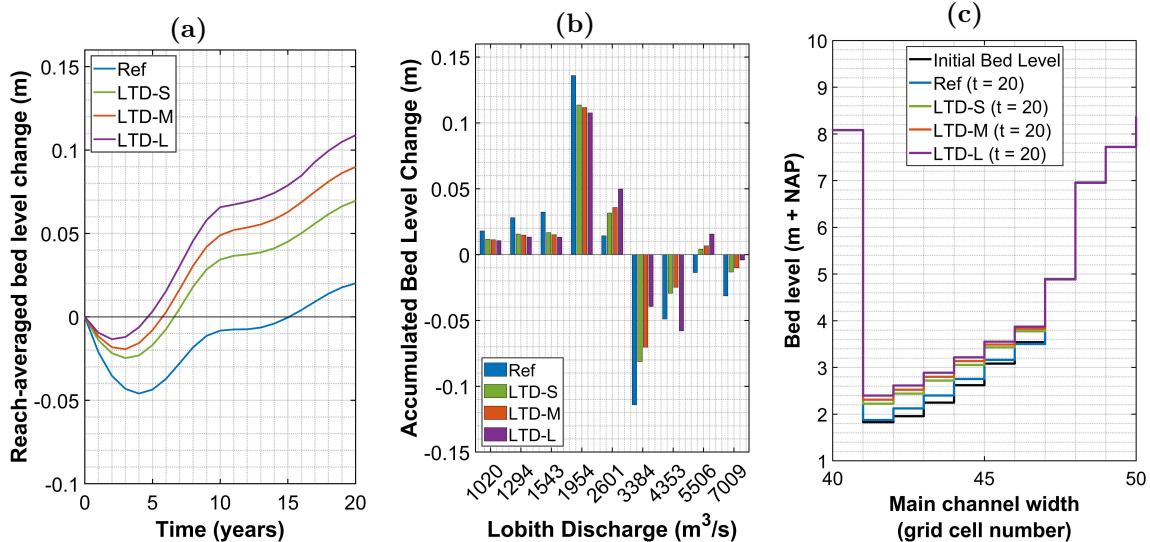 (a)
Reach-averaged bed level change (m)
0.15
0.1
0.05
0
-0.05
-0.1
Ref
LTD-S
LTD-M
LTD-L
0
5
10
15
20
Time (years)
(b)
Accumulated Bed Level Change (m)
0.15
0.1
0.05
0
-0.05
-0.1
-0.15
Ref
LTD-S
LTD-M
LTD-L
1020
1294
1543
1954
2601
3384
4353
5506
7009
Lobith Discharge (m³/s)
(c)
Bed level (m + NAP)
10
9
8
7
6
5
4
3
2
1
Initial Bed Level
Ref (t = 20)
LTD-S (t = 20)
LTD-M (t = 20)
LTD-L (t = 20)
40
45
50
Main channel width
(grid cell number)